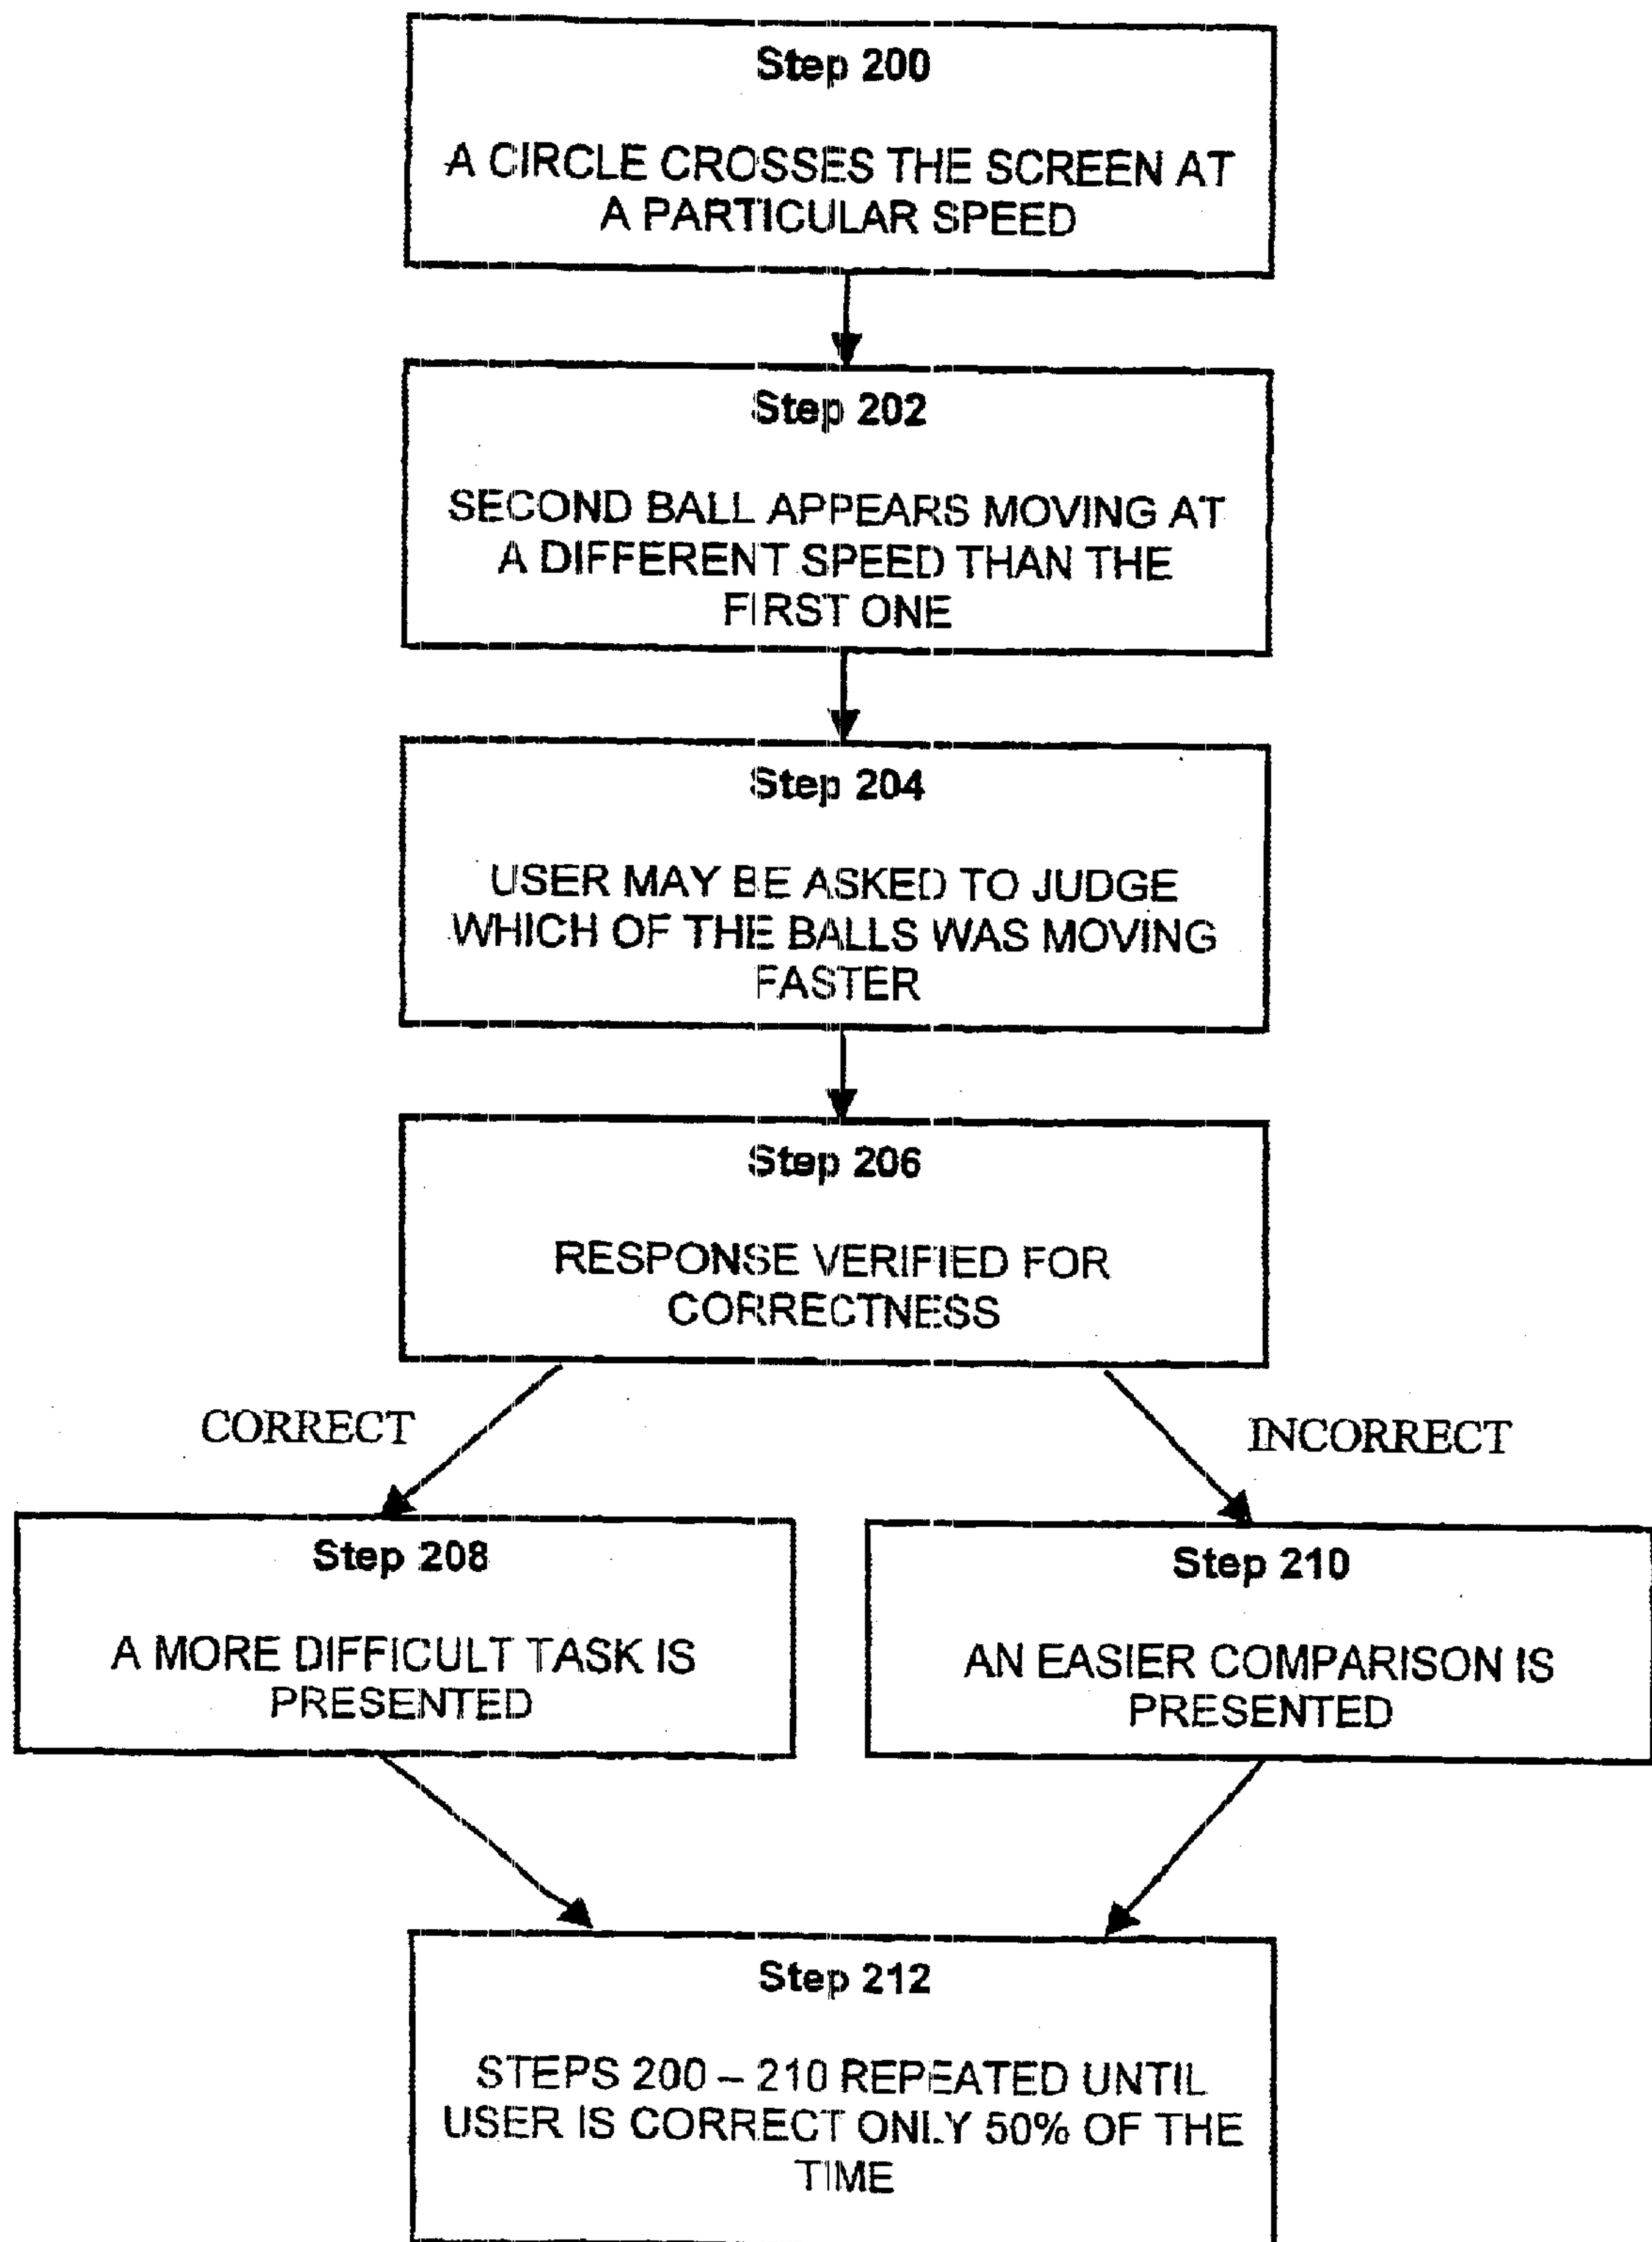 Step 200
A CIRCLE CROSSES THE SCREEN AT
A PARTICULAR SPEED
Step 202
SECOND BALL APPEARS MOVING AT
A DIFFERENT SPEED THAN THE
FIRST ONE
Step 204
USER MAY BE ASKED TO JUDGE
WHICH OF THE BALLS WAS MOVING
FASTER
Step 206
RESPONSE VERIFIED FOR
CORRECTNESS
CORRECT
INCORRECT
Step 208
A MORE DIFFICULT TASK IS
PRESENTED
Step 210
AN EASIER COMPARISON IS
PRESENTED
Step 212
STEPS 200 – 210 REPEATED UNTIL
USER IS CORRECT ONLY 50% OF THE
TIME